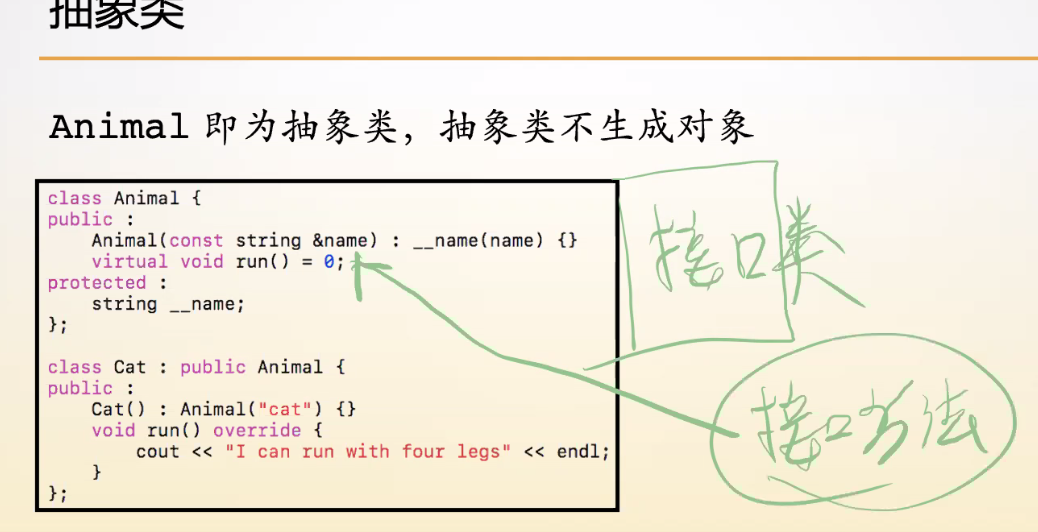 抽象类
Animal 即为抽象类，抽象类不生成对象
class Animal {
public :
    Animal(const string &name) : __name(name) {}
    virtual void run() = 0;
protected :
    string __name;
};
class Cat : public Animal {
public :
    Cat() : Animal("cat") {}
    void run() override {
        cout << "I can run with four legs" << endl;
    }
};
接口类
接口方法